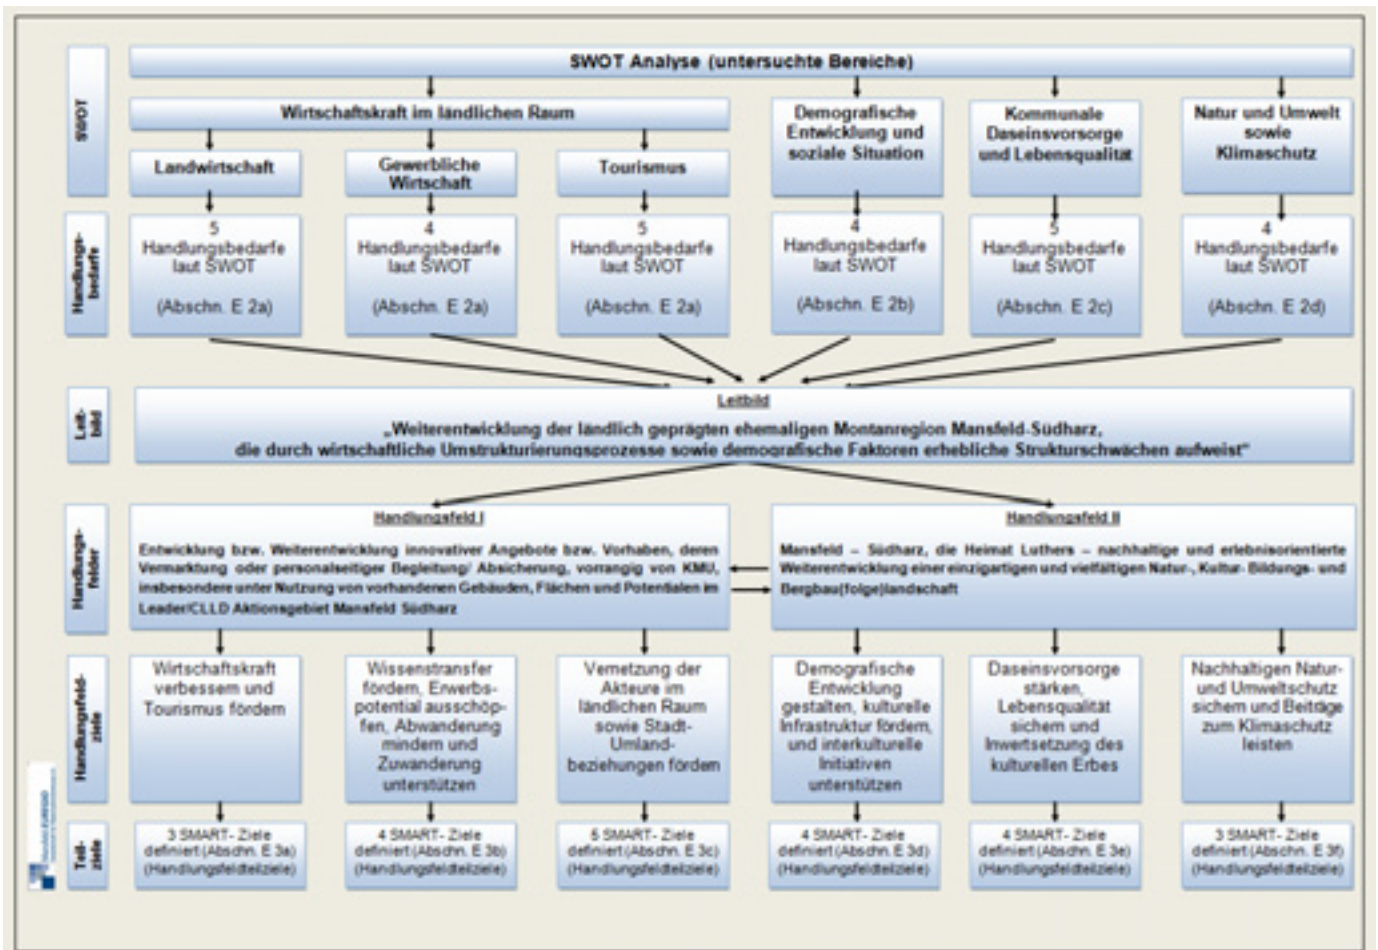 SWOT
SWOT Analyse (untersuchte Bereiche)
Wirtschaftskraft im ländlichen Raum
Landwirtschaft
Gewerbliche
Wirtschaft
Tourismus
Demografische
Entwicklung und
soziale Situation
Kommunale
Daseinsvorsorge
und Lebensqualität
Natur und Umwelt
sowie
Klimaschutz
Handlungs-
bedarfe
5
Handlungsbedarfe
laut SWOT
(Abschn. E 2a)
4
Handlungsbedarfe
laut SWOT
(Abschn. E 2a)
5
Handlungsbedarfe
laut SWOT
(Abschn. E 2a)
4
Handlungsbedarfe
laut SWOT
(Abschn. E 2b)
5
Handlungsbedarfe
laut SWOT
(Abschn. E 2c)
4
Handlungsbedarfe
laut SWOT
(Abschn. E 2d)
Leit-
bild
Leitbild
„Weiterentwicklung der ländlich geprägten ehemaligen Montanregion Mansfeld-Südharz,
die durch wirtschaftliche Umstrukturierungsprozesse sowie demografische Faktoren erhebliche Strukturschwächen aufweist"
Handlungs-
felder
Handlungsfeld I
Entwicklung bzw. Weiterentwicklung innovativer Angebote bzw. Vorhaben, deren
Vermarktung oder personalseitiger Begleitung/ Absicherung, vorrangig von KMU,
insbesondere unter Nutzung von vorhandenen Gebäuden, Flächen und Potentialen im
Leader/CLLD Aktionsgebiet Mansfeld Südharz
Handlungsfeld II
Mansfeld – Südharz, die Heimat Luthers – nachhaltige und erlebnisorientierte
Weiterentwicklung einer einzigartigen und vielfältigen Natur-, Kultur- Bildungs- und
Bergbau(folge)landschaft
Handlungsfeld-
ziele
Wirtschaftskraft
verbessern und
Tourismus fördern
Wissenstransfer
fördern, Erwerbs-
potential ausschöp-
fen, Abwanderung
mindern und
Zuwanderung
unterstützen
Vernetzung der
Akteure im
ländlichen Raum
sowie Stadt-
Umland-
beziehungen fördern
Demografische
Entwicklung
gestalten, kulturelle
Infrastruktur fördern,
und interkulturelle
Initiativen
unterstützen
Daseinsvorsorge
stärken,
Lebensqualität
sichern und
Inwertsetzung des
kulturellen Erbes
Nachhaltigen Natur-
und Umweltschutz
sichern und Beiträge
zum Klimaschutz
leisten
Teil-
ziele
3 SMART- Ziele
definiert (Abschn. E 3a)
(Handlungsfeldteilziele)
4 SMART- Ziele
definiert (Abschn. E 3b)
(Handlungsfeldteilziele)
5 SMART- Ziele
definiert (Abschn. E 3c)
(Handlungsfeldteilziele)
4 SMART- Ziele
definiert (Abschn. E 3d)
(Handlungsfeldteilziele)
4 SMART- Ziele
definiert (Abschn. E 3e)
(Handlungsfeldteilziele)
3 SMART- Ziele
definiert (Abschn. E 3f)
(Handlungsfeldteilziele)